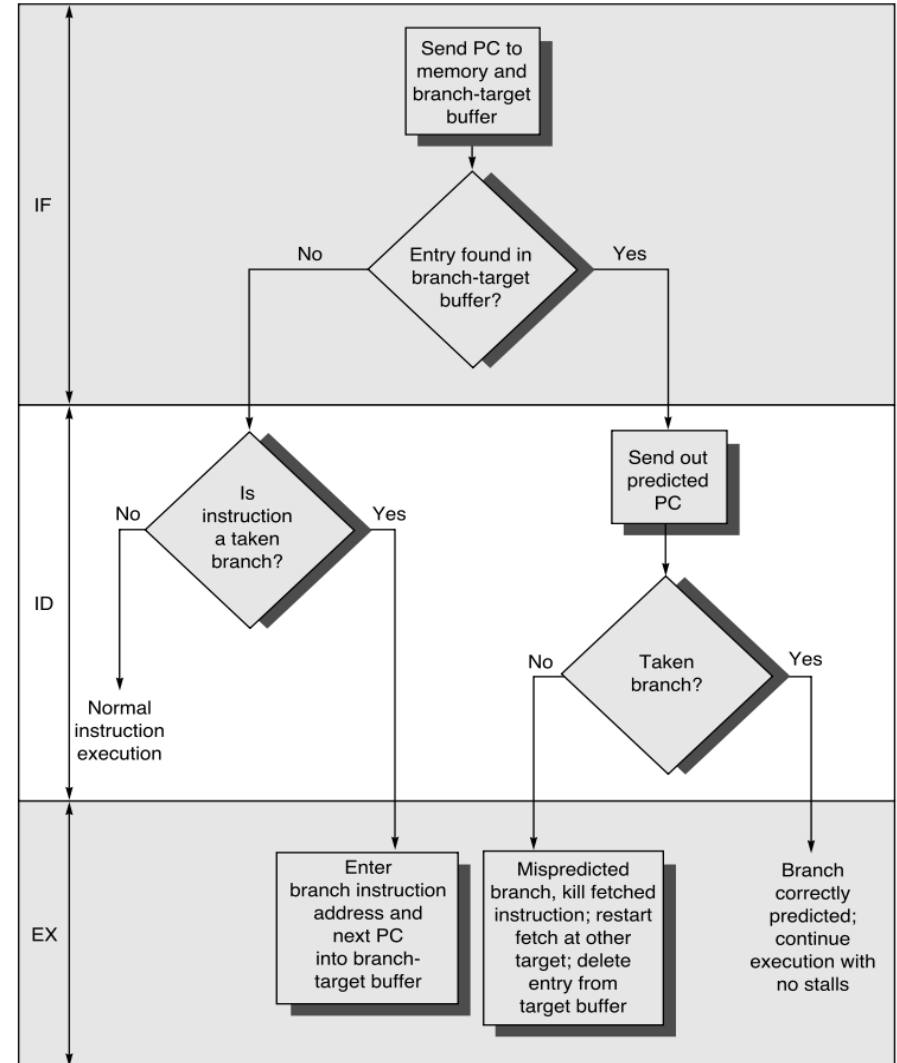 Send PC to
memory and
branch-target
buffer
IF
No
Entry found in
branch-target
buffer?
Yes
Is
instruction
a taken
branch?
No
Yes
Send out
predicted
PC
ID
Normal
instruction
execution
No
Taken
branch?
Yes
EX
Enter
branch instruction
address and
next PC
into branch-
target buffer
Mispredicted
branch, kill fetched
instruction; restart
fetch at other
target; delete
entry from
target buffer
Branch
correctly
predicted;
continue
execution with
no stalls